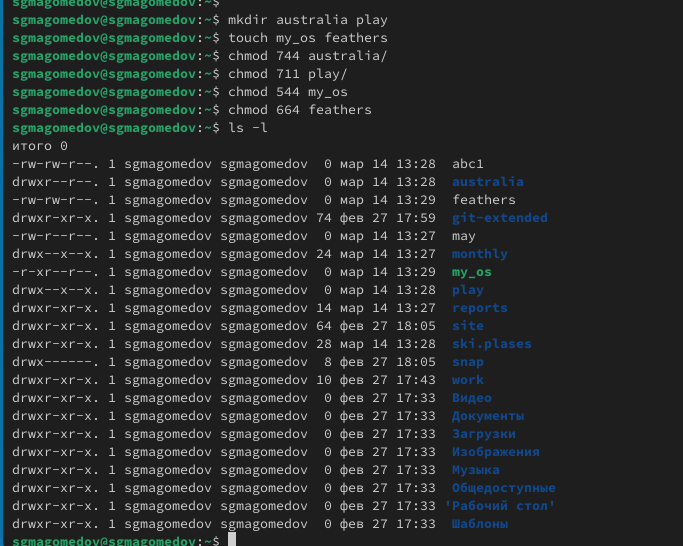 sgmagomedov@sgmagomedov:~$
sgmagomedov@sgmagomedov:~$ mkdir australia play
sgmagomedov@sgmagomedov:~$ touch my_os feathers
sgmagomedov@sgmagomedov:~$ chmod 744 australia/
sgmagomedov@sgmagomedov:~$ chmod 711 play/
sgmagomedov@sgmagomedov:~$ chmod 544 my_os
sgmagomedov@sgmagomedov:~$ chmod 664 feathers
sgmagomedov@sgmagomedov:~$ ls -l
итого 0
-rw-rw-r--. 1 sgmagomedov sgmagomedov  0 мар 14 13:28  abc1
drwxr--r--. 1 sgmagomedov sgmagomedov  0 мар 14 13:28  australia
-rw-rw-r--. 1 sgmagomedov sgmagomedov  0 мар 14 13:29  feathers
drwxr-xr-x. 1 sgmagomedov sgmagomedov 74 фев 27 17:59  git-extended
-rw-r--r--. 1 sgmagomedov sgmagomedov  0 мар 14 13:27  may
drwx--x--x. 1 sgmagomedov sgmagomedov 24 мар 14 13:27  monthly
-r-xr--r--. 1 sgmagomedov sgmagomedov  0 мар 14 13:29  my_os
drwx--x--x. 1 sgmagomedov sgmagomedov  0 мар 14 13:28  play
drwxr-xr-x. 1 sgmagomedov sgmagomedov 14 мар 14 13:27  reports
drwxr-xr-x. 1 sgmagomedov sgmagomedov 64 фев 27 18:05  site
drwxr-xr-x. 1 sgmagomedov sgmagomedov 28 мар 14 13:28  ski.plases
drwx------. 1 sgmagomedov sgmagomedov  8 фев 27 18:05  snap
drwxr-xr-x. 1 sgmagomedov sgmagomedov 10 фев 27 17:43  work
drwxr-xr-x. 1 sgmagomedov sgmagomedov  0 фев 27 17:33  Видео
drwxr-xr-x. 1 sgmagomedov sgmagomedov  0 фев 27 17:33  Документы
drwxr-xr-x. 1 sgmagomedov sgmagomedov  0 фев 27 17:33  Загрузки
drwxr-xr-x. 1 sgmagomedov sgmagomedov  0 фев 27 17:33  Изображения
drwxr-xr-x. 1 sgmagomedov sgmagomedov  0 фев 27 17:33  Музыка
drwxr-xr-x. 1 sgmagomedov sgmagomedov  0 фев 27 17:33  Общедоступные
drwxr-xr-x. 1 sgmagomedov sgmagomedov  0 фев 27 17:33 'Рабочий стол'
drwxr-xr-x. 1 sgmagomedov sgmagomedov  0 фев 27 17:33  Шаблоны
sgmagomedov@sgmagomedov:~$